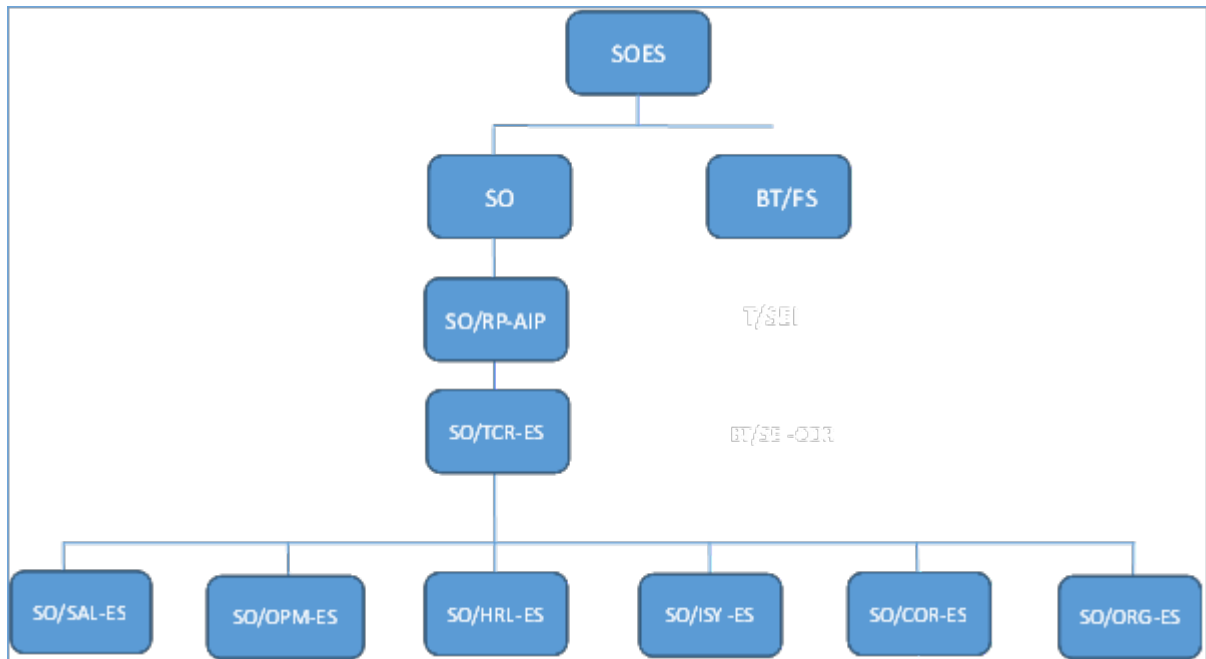 SOES
SO
BT/FS
SO/RP-AIP
SO/TCR-ES
SO/SAL-ES
SO/OPM-ES
SO/HRL-ES
SO/ISY -ES
SO/COR-ES
SO/ORG-ES